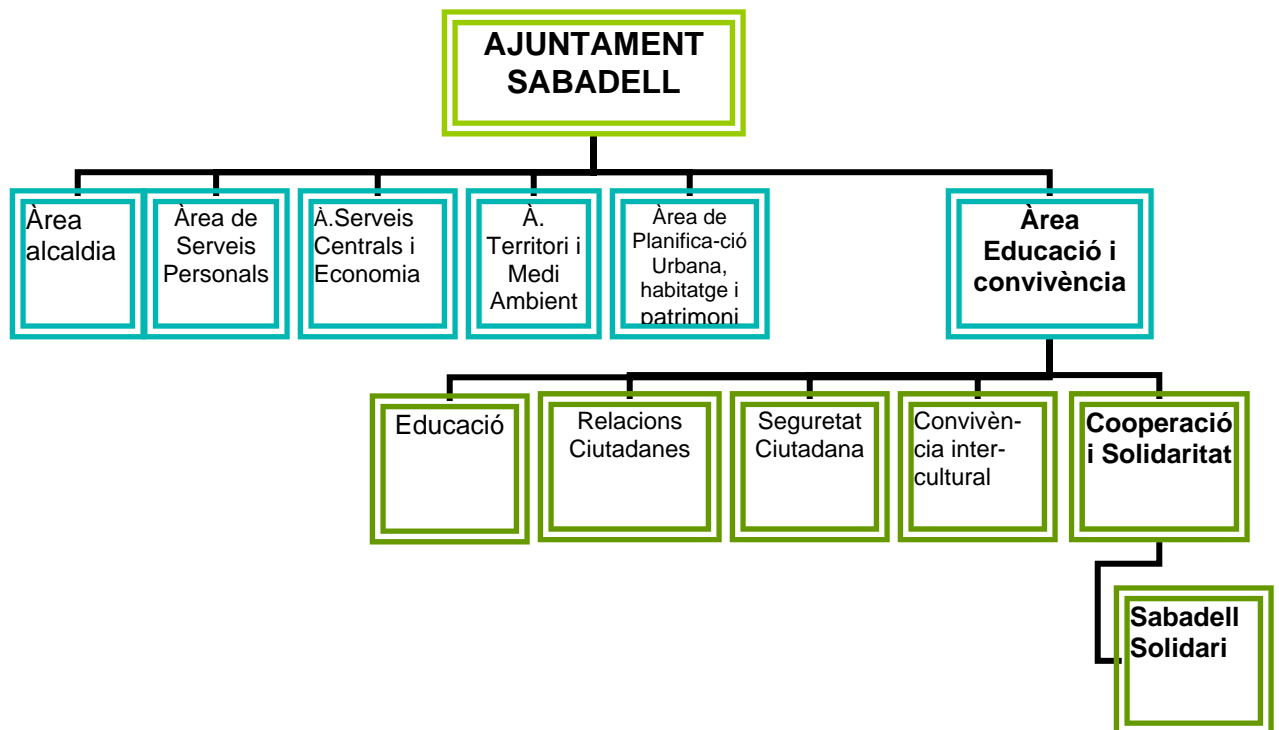 AJUNTAMENT
SABADELL
Àrea
alcaldia
Àrea de
Serveis
Personals
À.Serveis
Centrals i
Economia
À.
Territori i
Medi
Ambient
Àrea de
Planifica-ció
Urbana,
habitatge i
patrimoni
Àrea
Educació i
convivència
Educació
Relacions
Ciutadanes
Seguretat
Ciutadana
Convivèn-
cia inter-
cultural
Cooperació
i Solidaritat
Sabadell
Solidari